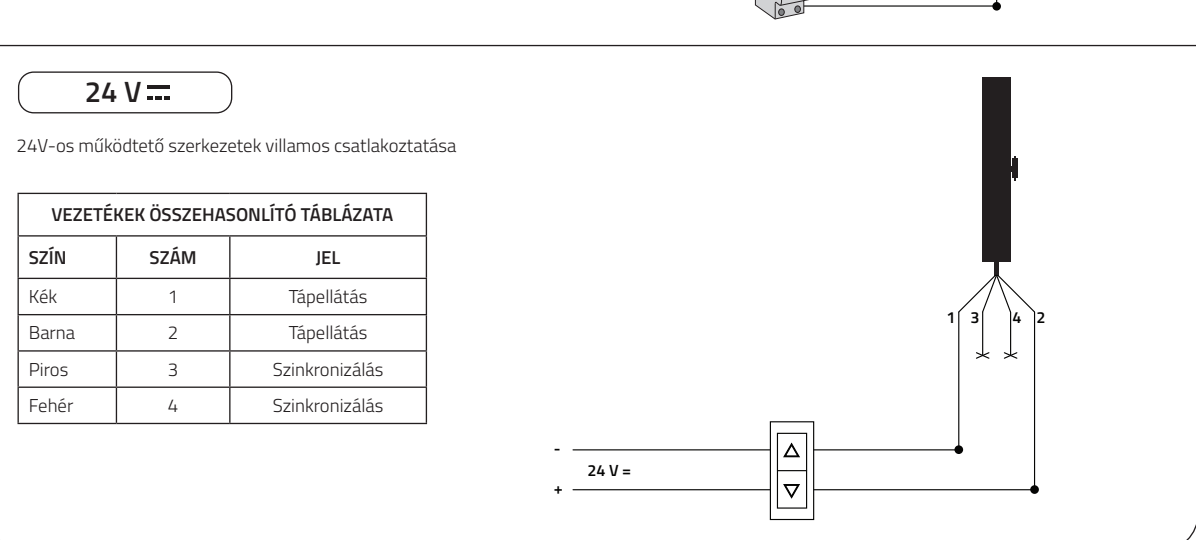 24 V
24V-os működtető szerkezetek villamos csatlakoztatása
VEZETÉKEK ÖSSZEHASONLÍTÓ TÁBLÁZATA
SZÍN SZÁM JEL
Kék 1 Tápellátás
Barna 2 Tápellátás
Piros 3 Szinkronizálás
Fehér 4 Szinkronizálás
1 3 4 2
-
24 V =
+